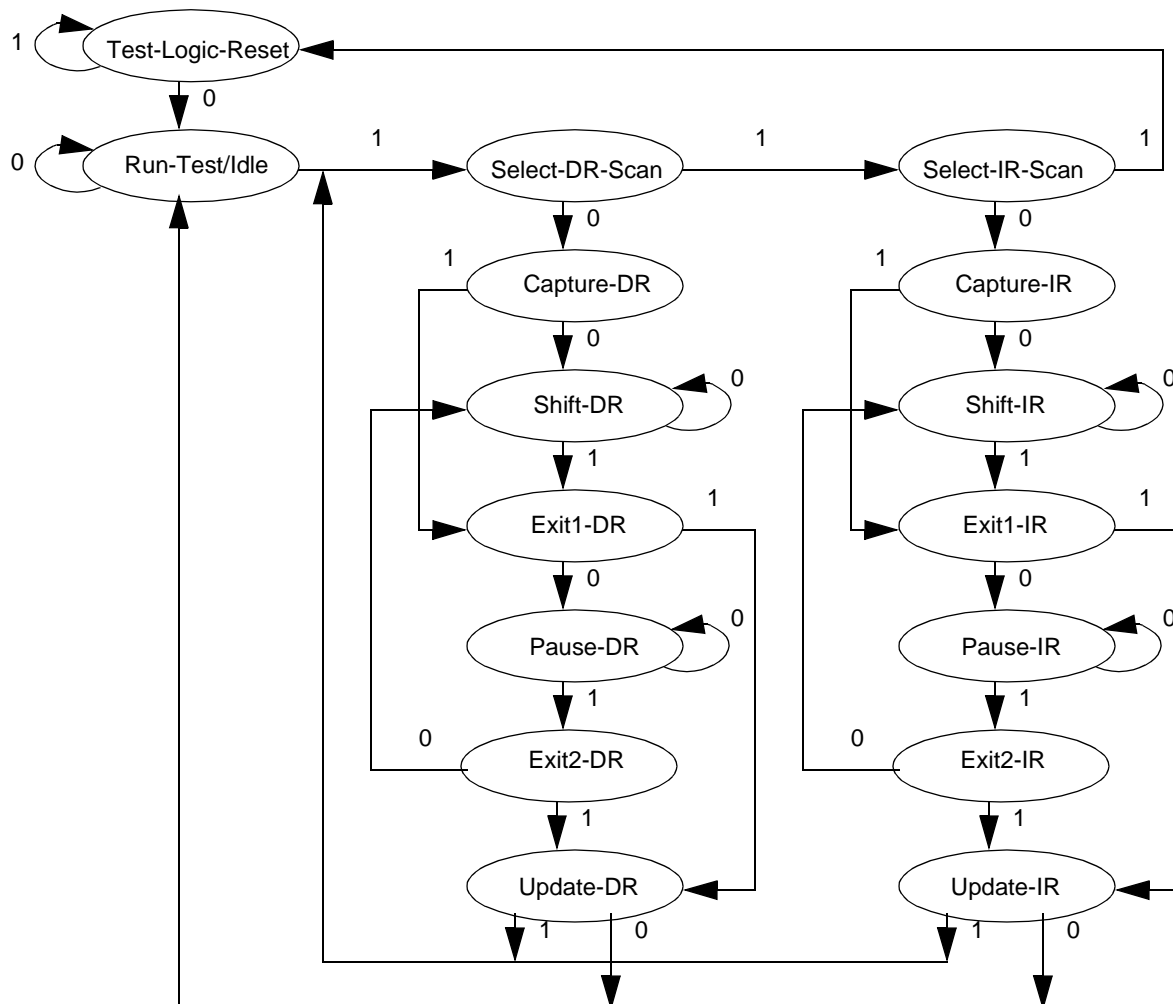 1
Test-Logic-Reset
0
0
Run-Test/Idle
1
Select-DR-Scan
1
Select-IR-Scan
1
0
0
1
Capture-DR
1
Capture-IR
0
0
Shift-DR
0
Shift-IR
0
1
1
Exit1-DR
1
Exit1-IR
1
0
0
Pause-DR
0
Pause-IR
0
1
1
0
Exit2-DR
0
Exit2-IR
1
1
Update-DR
Update-IR
1
0
1
0